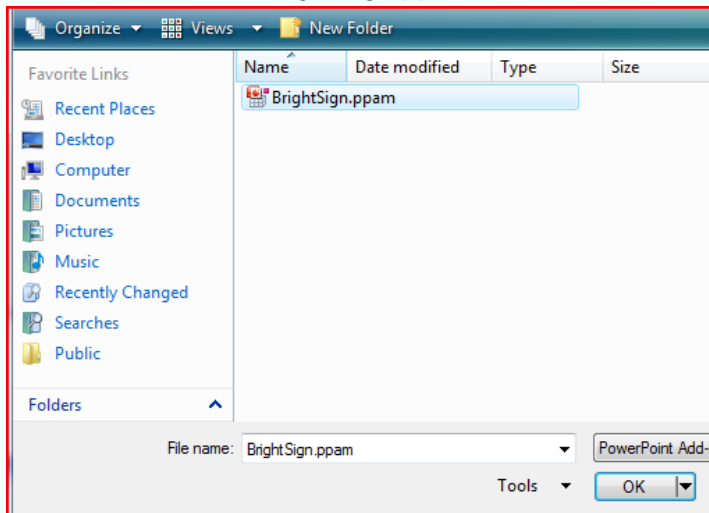 Organize Views New Folder
Favorite Links
Name Date modified Type Size
BrightSign.ppam
Recent Places
Desktop
Computer
Documents
Pictures
Music
Recently Changed
Searches
Public
Folders
File name: BrightSign.ppam PowerPoint Add-
Tools OK